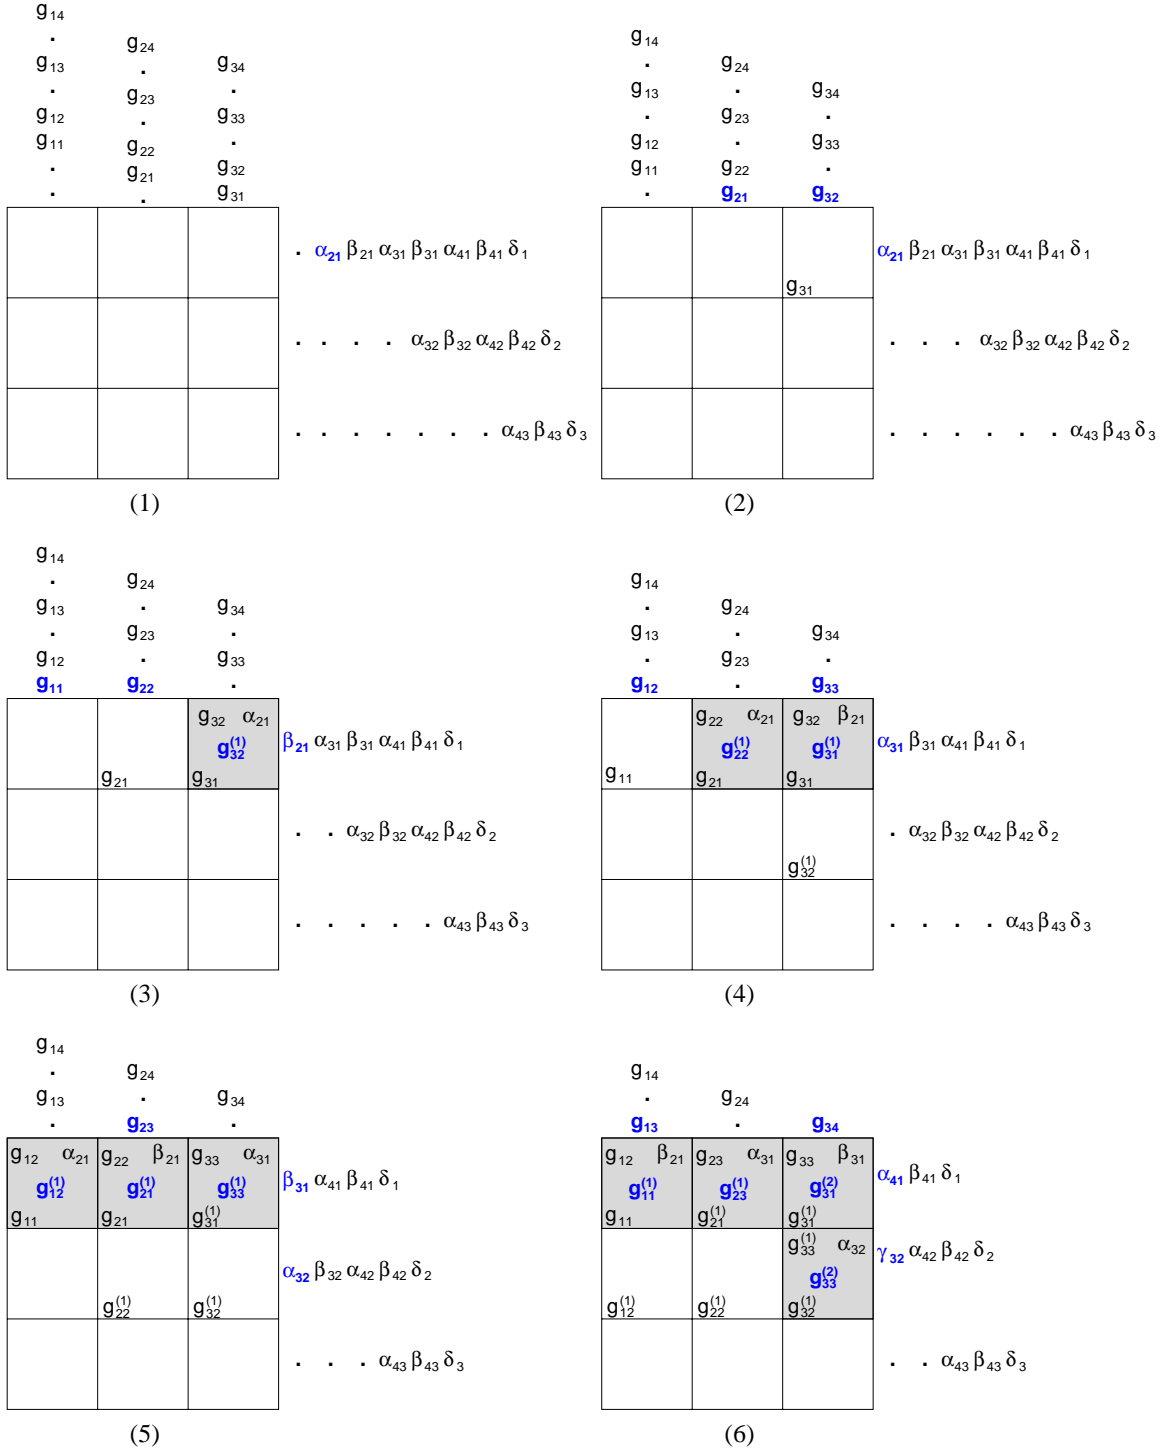 g14
.
g13
.
g12
g11
.
.
g24
.
g23
.
g22
g21
.
g34
.
g33
.
g32
g31
. α21 β21 α31 β31 α41 β41 δ1
. . . . α32 β32 α42 β42 δ2
. . . . . . . . α43 β43 δ3
(1)
g14
.
g13
.
g12
g11
.
g24
.
g23
.
g22
g21
g34
.
g33
.
g32
α21 β21 α31 β31 α41 β41 δ1
g31
. . . α32 β32 α42 β42 δ2
. . . . . . . α43 β43 δ3
(2)
g14
.
g13
.
g12
g11
g24
.
g23
.
g22
g34
.
g33
.
g32 α21
g32(1)
β21 α31 β31 α41 β41 δ1
g21 g31
. . α32 β32 α42 β42 δ2
. . . . . α43 β43 δ3
(3)
g14
.
g13
.
g12
g24
.
g23
.
g34
.
g33
g22 α21 g32 β21
g22(1) g31(1)
α31 β31 α41 β41 δ1
g11 g21 g31
. α32 β32 α42 β42 δ2
g32(1)
. . . . α43 β43 δ3
(4)
g14
.
g13
.
g24
.
g23
g34
.
g12 α21 g22 β21 g33 α31
g12(1) g21(1) g33(1)
β31 α41 β41 δ1
g11 g21 g31(1)
α32 β32 α42 β42 δ2
g22(1) g32(1)
. . . α43 β43 δ3
(5)
g14
.
g13
g24
.
g34
g12 β21 g23 α31 g33 β31
g11(1) g23(1) g31(2)
α41 β41 δ1
g11 g21(1) g31(1)
g33(1) α32
γ32 α42 β42 δ2
g33(2)
g12(1) g22(1) g32(1)
. . α43 β43 δ3
(6)